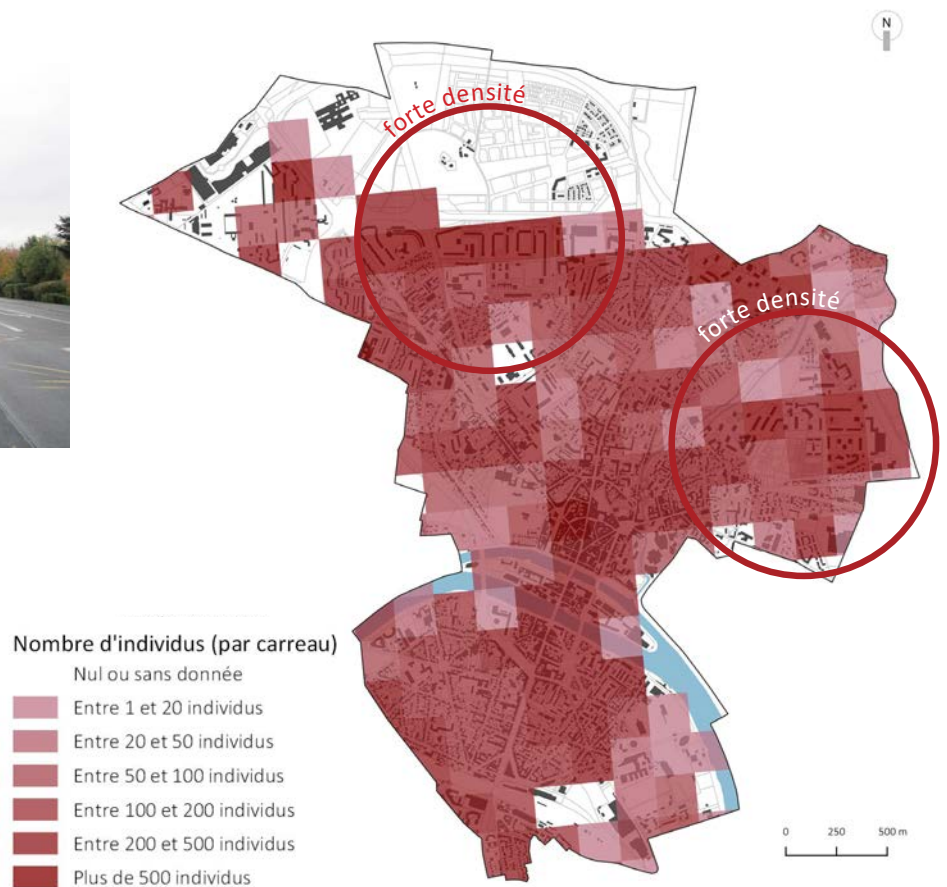 N
forte densité
forte densité
Nombre d'individus (par carreau)
Nul ou sans donnée
Entre 1 et 20 individus
Entre 20 et 50 individus
Entre 50 et 100 individus
Entre 100 et 200 individus
Entre 200 et 500 individus
Plus de 500 individus
0 250 500 m